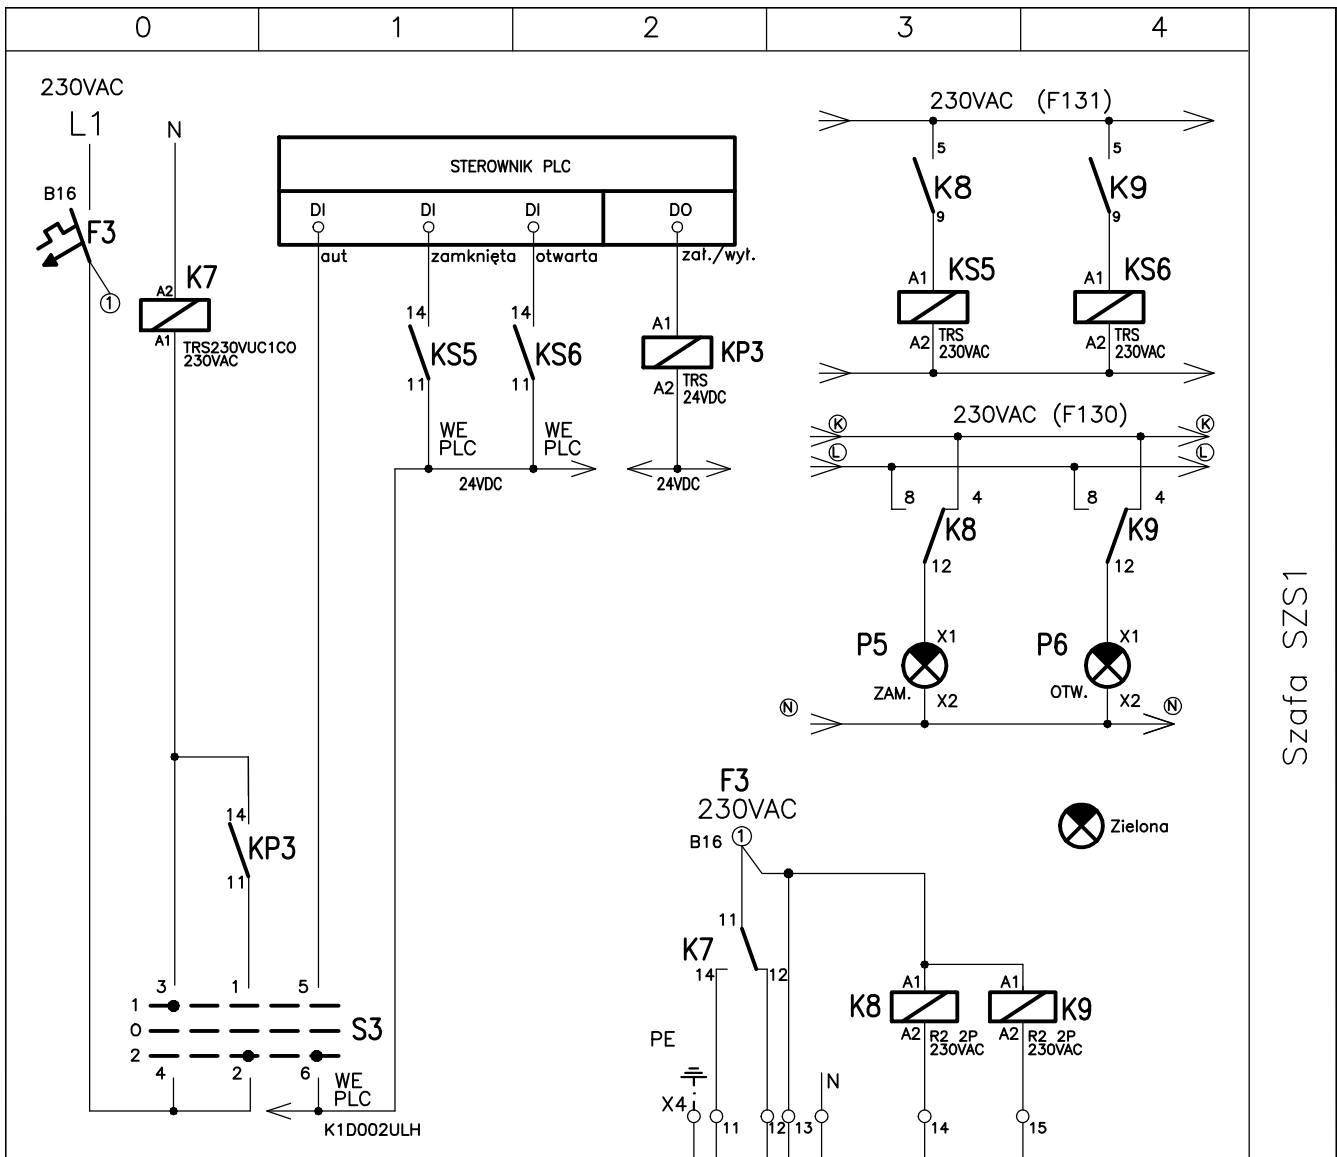 0 1 2 3 4
230VAC
L1
N
B16
F3
1
K7
A2
A1
TRS230VUC1CO
230VAC
STEROWNIK PLC
DI DI DI DO
aut zamknięta otwarta zał./wył.
14 14
KS5 KS6
11 11
A1
KP3
A2 TRS
24VDC
WE
PLC
WE
PLC
24VDC 24VDC
230VAC (F131)
5 5
K8 K9
9 9
A1 KS5 A1 KS6
A2 TRS
230VAC
A2 TRS
230VAC
230VAC (F130)
K K
L L
8 4 8 4
K8 K9
12 12
P5 X1 P6 X1
ZAM. X2 OTW. X2
N N
Zielona
Szafa SZS1
14
KP3
11
3 1 5
1
0 S3
2
4 2 6
WE
PLC
K1D002ULH
F3
230VAC
B16 1
11
K7
14 12
A1 A1
K8 K9
A2 R2 2P
230VAC
A2 R2 2P
230VAC
PE
N
X4
11 12 13 14 15